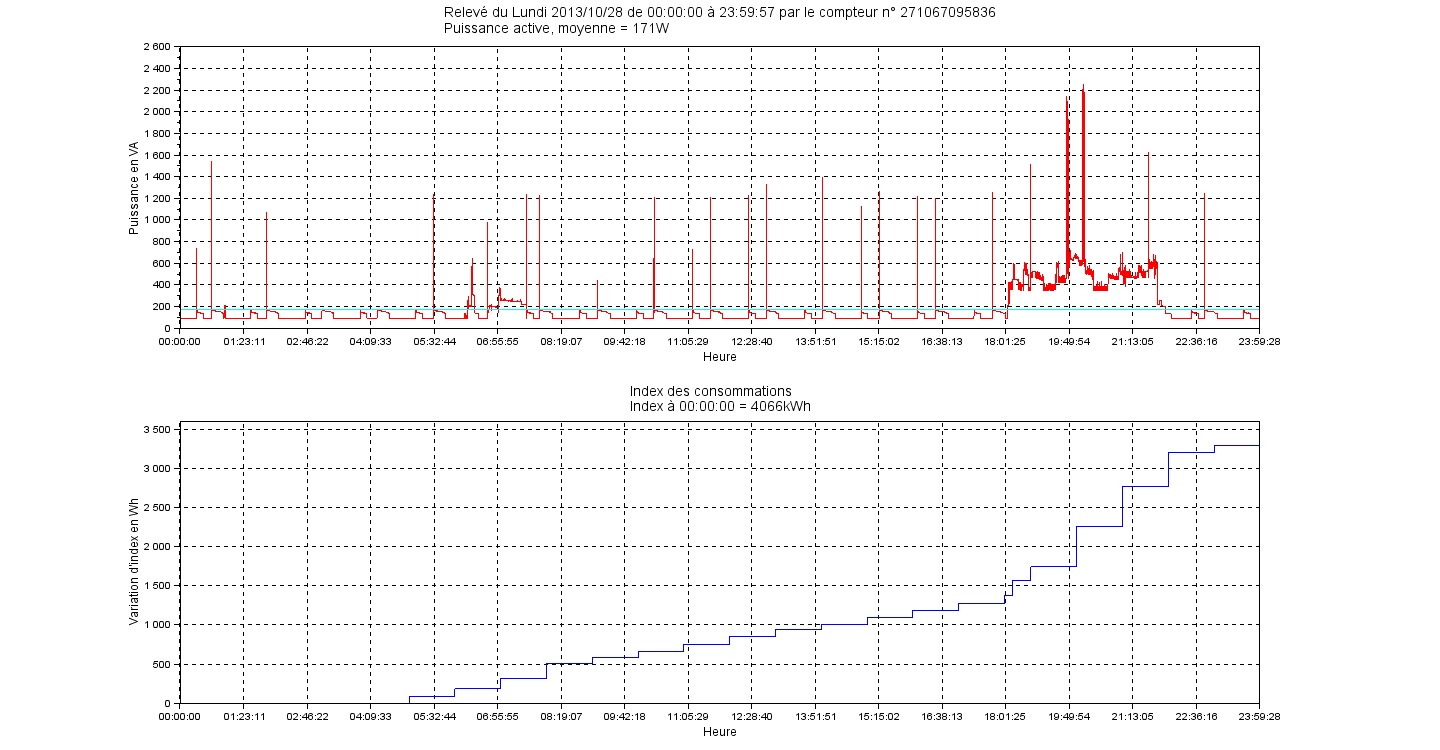 Relevé du Lundi 2013/10/28 de 00:00:00 à 23:59:57 par le compteur n° 271067095836
Puissance active, moyenne = 171W
Puissance en VA
2 600
2 400
2 200
2 000
1 800
1 600
1 400
1 200
1 000
800
600
400
200
0
00:00:00 01:23:11 02:46:22 04:09:33 05:32:44 06:55:55 08:19:07 09:42:18 11:05:29 12:28:40 13:51:51 15:15:02 16:38:13 18:01:25 19:49:54 21:13:05 22:36:16 23:59:28
Heure
Index des consommations
Index à 00:00:00 = 4066kWh
Variation d'index en Wh
3 500
3 000
2 500
2 000
1 500
1 000
500
0
00:00:00 01:23:11 02:46:22 04:09:33 05:32:44 06:55:55 08:19:07 09:42:18 11:05:29 12:28:40 13:51:51 15:15:02 16:38:13 18:01:25 19:49:54 21:13:05 22:36:16 23:59:28
Heure